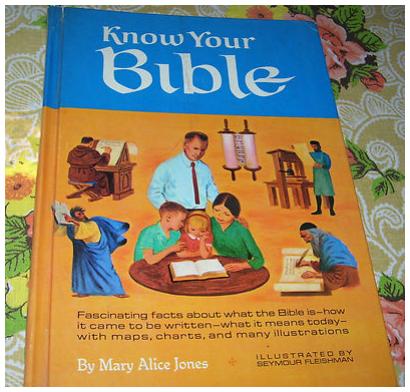 Know Your
Bible
Fascinating facts about what the Bible is—how
it came to be written—what it means today—
with maps, charts, and many illustrations
By Mary Alice Jones
ILLUSTRATED BY
SEYMOUR FLEISHMAN